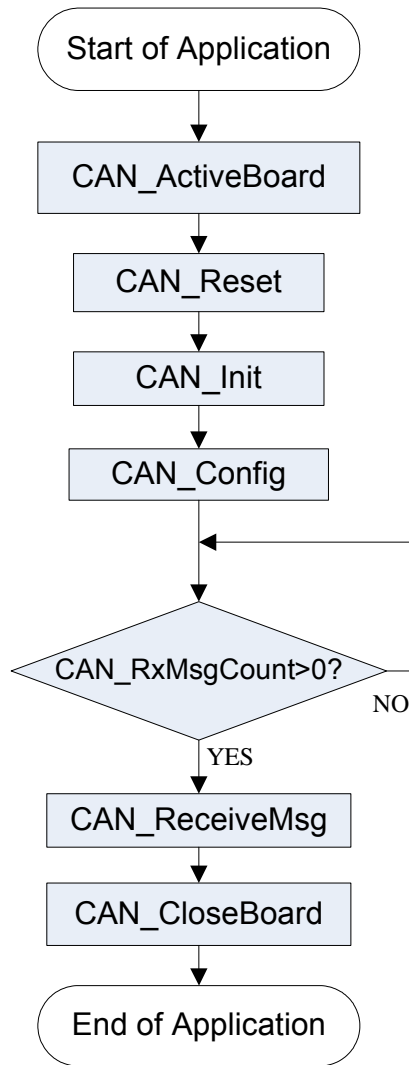 Start of Application
CAN_ActiveBoard
CAN_Reset
CAN_Init
CAN_Config
CAN_RxMsgCount>0?
NO
YES
CAN_ReceiveMsg
CAN_CloseBoard
End of Application